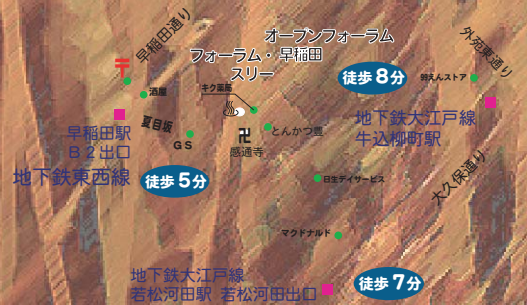 早稲田通り
オープンフォーラム
フォーラム・早稲田
スリー
外苑東通り
〒
酒屋
キク薬局
徒歩8分
弁えんストア
地下鉄大江戸線
牛込柳町駅
早稲田駅
B2出口
地下鉄東西線
夏目坂
GS
卍
感通寺
とんかつ豊
徒歩5分
日生デイサービス
大久保通り
マクドナルド
地下鉄大江戸線
若松河田駅 若松河田出口
徒歩7分